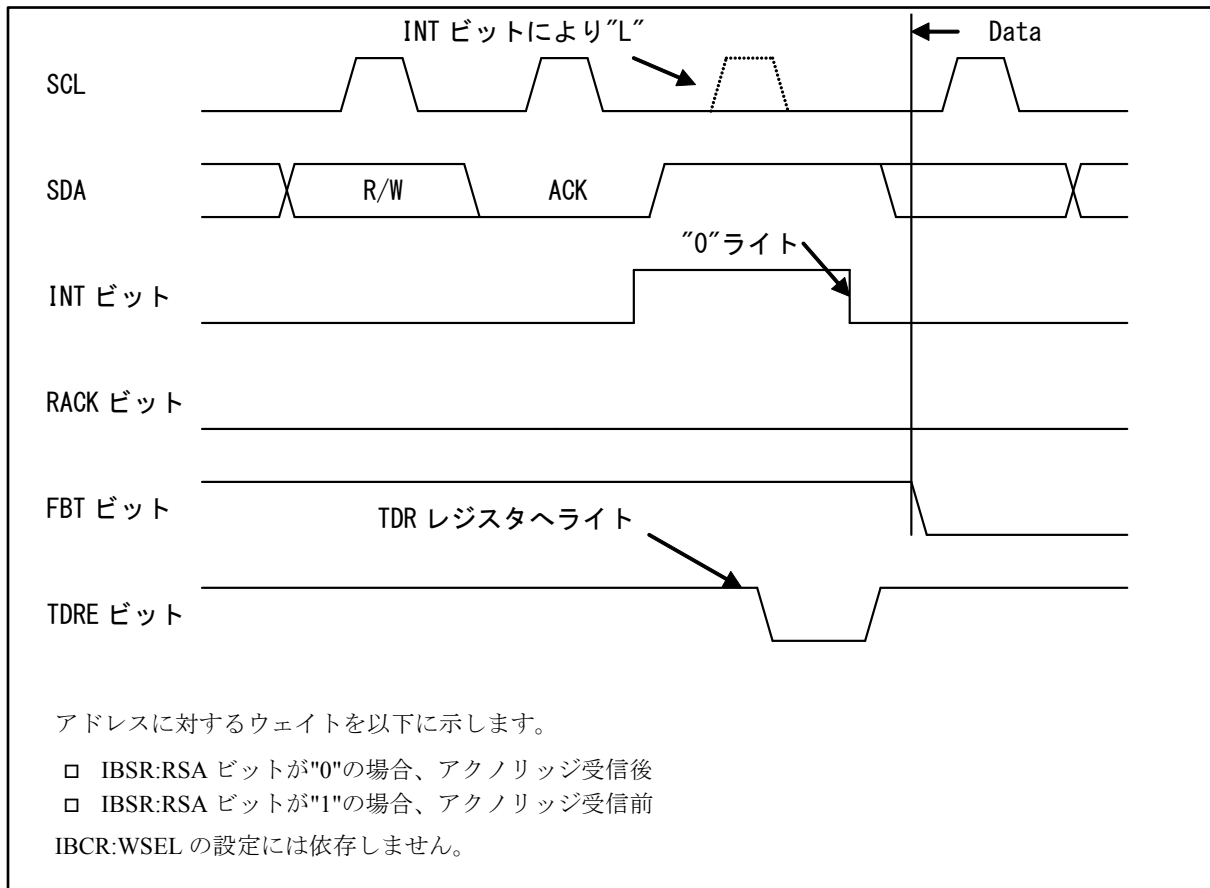 INT ビットにより"L"
Data
SCL
SDA
R/W
ACK
"0"ライト
INT ビット
RACK ビット
FBT ビット
TDR レジスタへライト
TDRE ビット
アドレスに対するウェイトを以下に示します。
□ IBSR:RSA ビットが"0"の場合、アクノリッジ受信後
□ IBSR:RSA ビットが"1"の場合、アクノリッジ受信前
IBCR:WSEL の設定には依存しません。